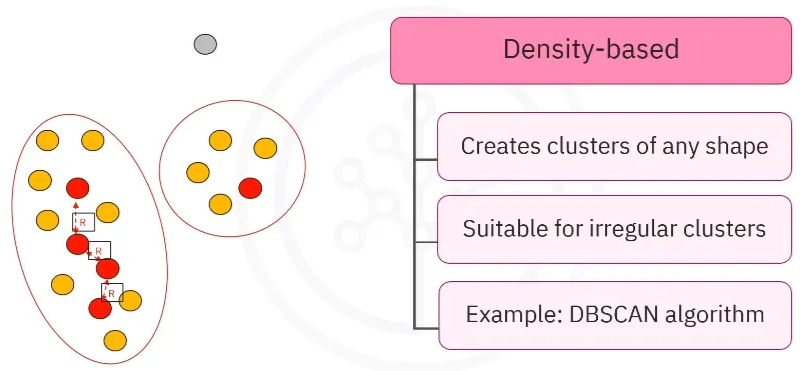 Density-based
Creates clusters of any shape
Suitable for irregular clusters
Example: DBSCAN algorithm
R
R
R